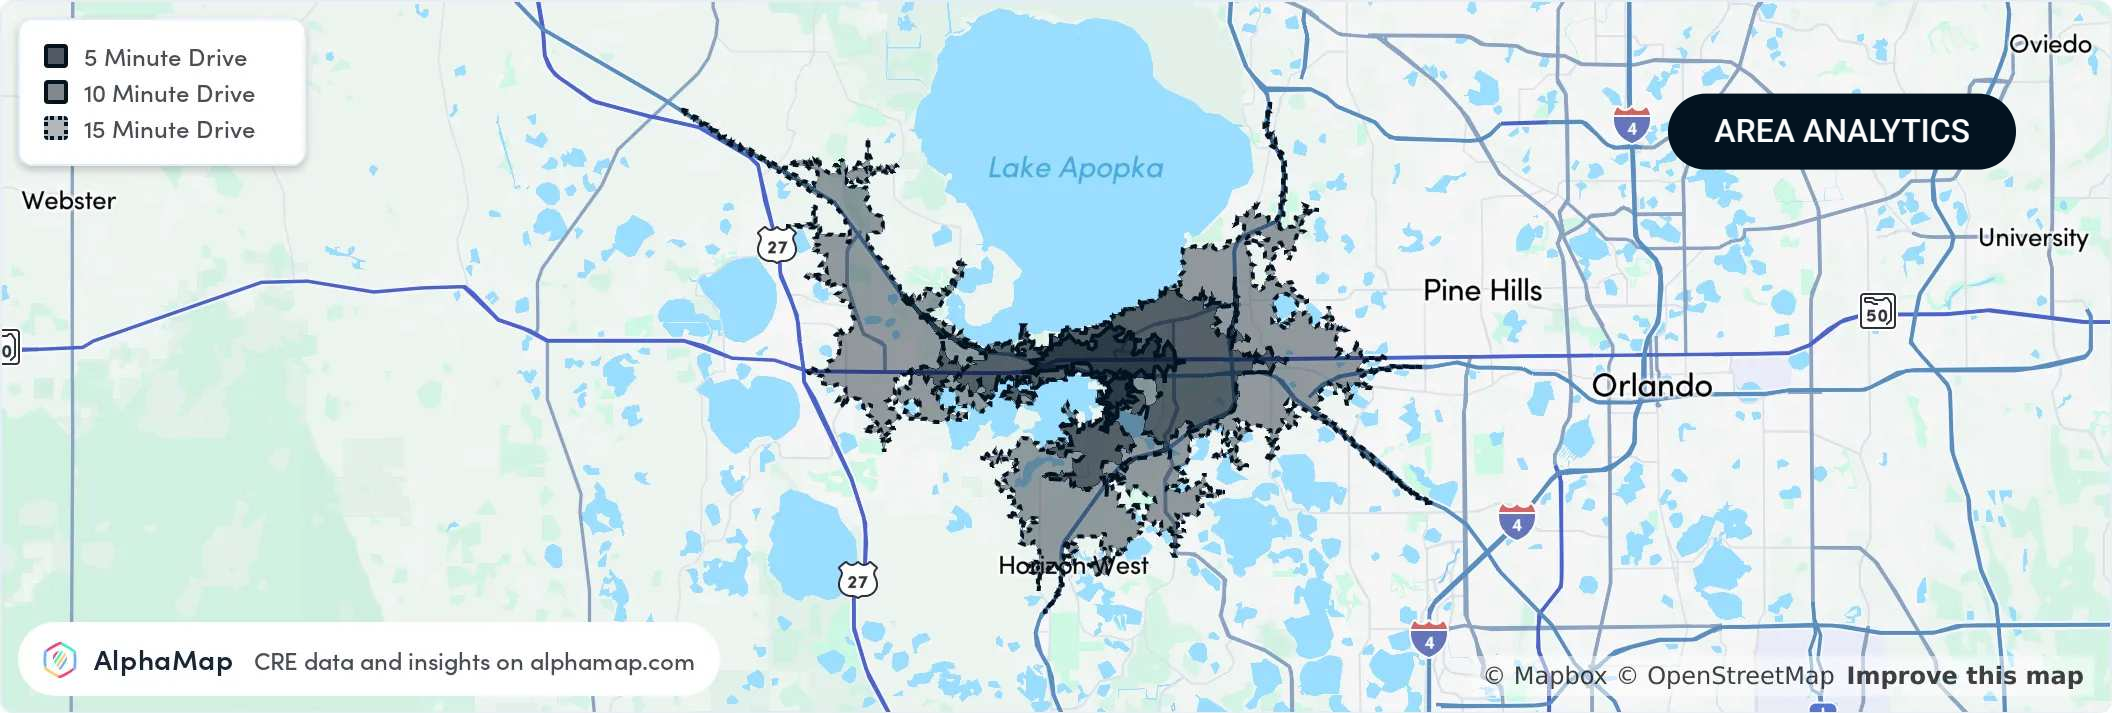 5 Minute Drive
10 Minute Drive
15 Minute Drive
Oviedo
4
AREA ANALYTICS
Lake Apopka
Webster
27
University
Pine Hills
50
0
Orlando
4
Horizon West
27
4
AlphaMap CRE data and insights on alphamap.com
© Mapbox © OpenStreetMap Improve this map